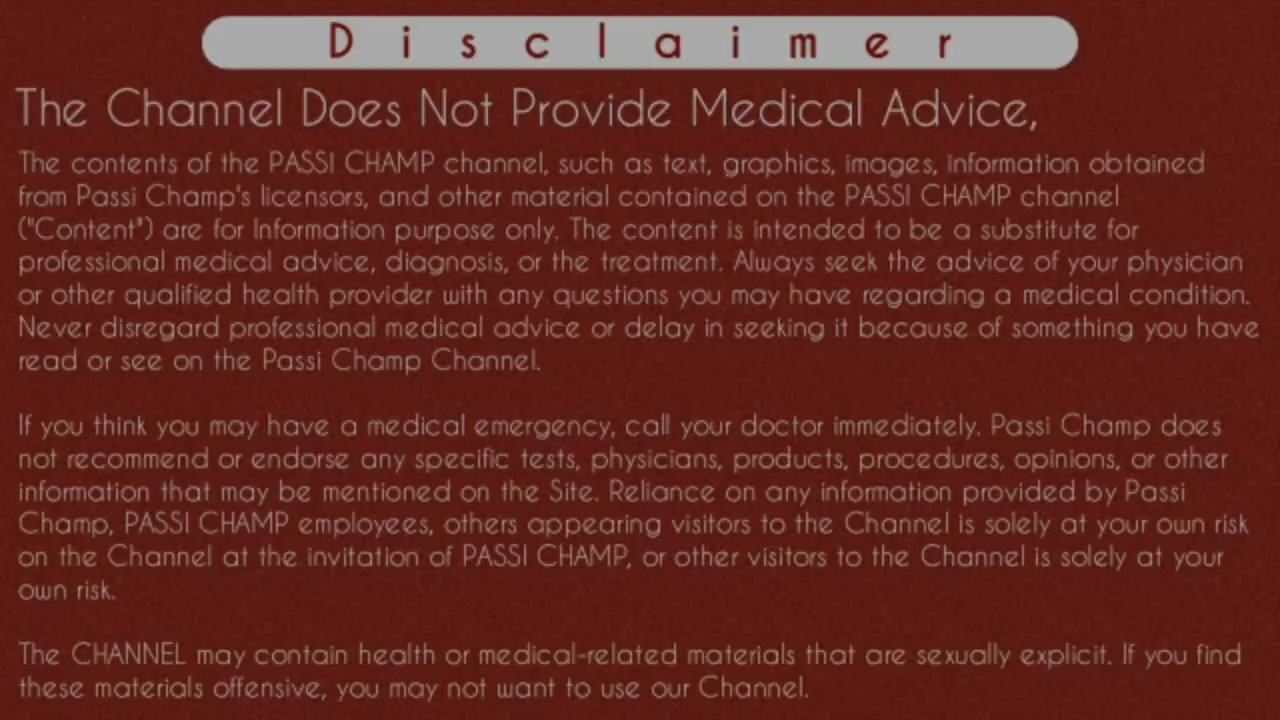 Disclaimer
The Channel Does Not Provide Medical Advice,
The contents of the PASSI CHAMP channel, such as text, graphics, images, information obtained
from Passi Champ's licensors, and other material contained on the PASSI CHAMP channel
("Content") are for Information purpose only. The content is intended to be a substitute for
professional medical advice, diagnosis, or the treatment. Always seek the advice of your physician
or other qualified health provider with any questions you may have regarding a medical condition.
Never disregard professional medical advice or delay in seeking it because of something you have
read or see on the Passi Champ Channel.
If you think you may have a medical emergency, call your doctor immediately. Passi Champ does
not recommend or endorse any specific tests, physicians, products, procedures, opinions, or other
information that may be mentioned on the Site. Reliance on any information provided by Passi
Champ, PASSI CHAMP employees, others appearing visitors to the Channel is solely at your own risk
on the Channel at the invitation of PASSI CHAMP, or other visitors to the Channel is solely at your
own risk.
The CHANNEL may contain health or medical-related materials that are sexually explicit. If you find
these materials offensive, you may not want to use our Channel.